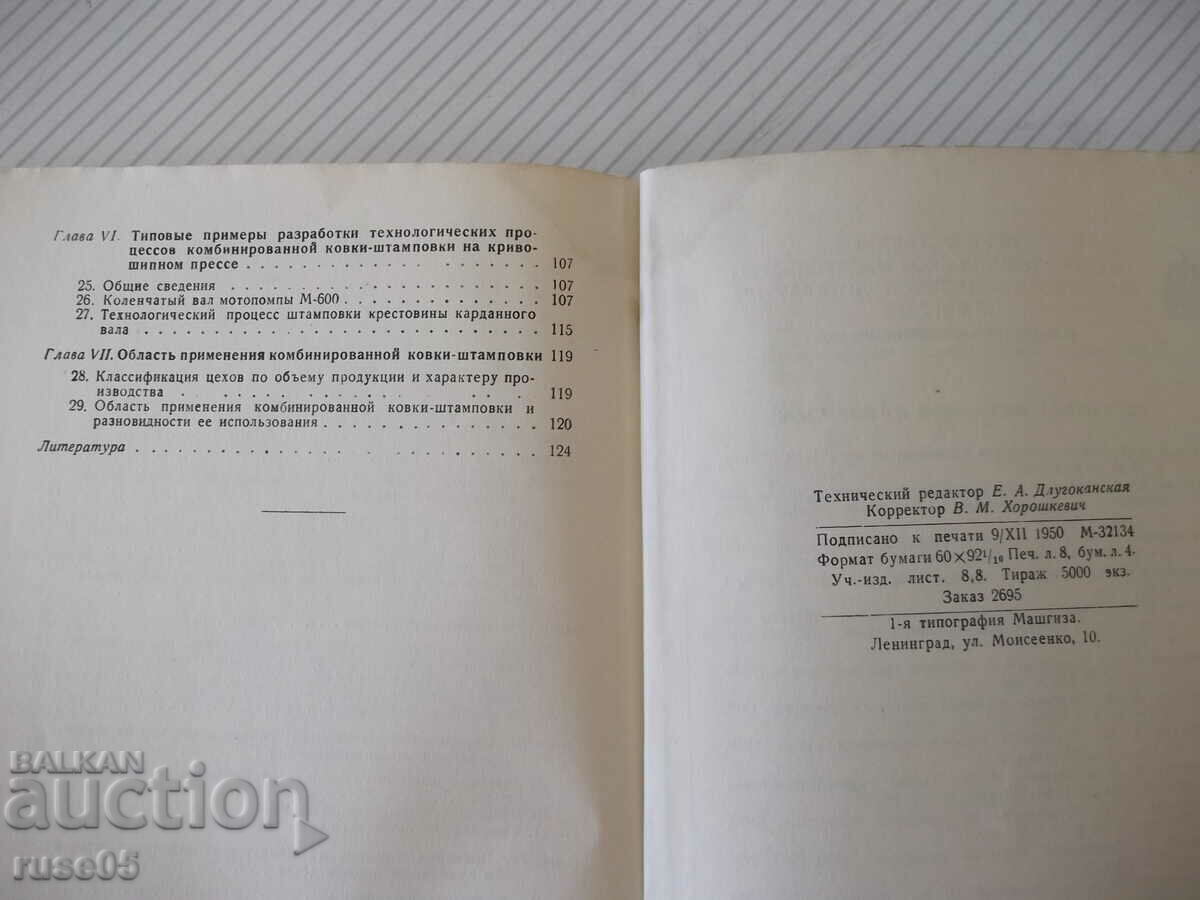 Глава VI. Типовые примеры разработки технологических про-
цессов комбинированной ковки-штамповки на криво-
шипном прессе . . . . . . . . . . . . . . . . . . 107
25. Общие сведения . . . . . . . . . . . . . . . . . 107
26. Коленчатый вал мотопомпы М-600 . . . . . . . . . . . 107
27. Технологический процесс штамповки крестовины карданного
вала . . . . . . . . . . . . . . . . . . . . . . 115
Глава VII. Область применения комбинированной ковки-штамповки 119
28. Классификация цехов по объему продукции и характеру про-
изводства . . . . . . . . . . . . . . . . . 119
29. Область применения комбинированной ковки-штамповки и
разновидности ее использования . . . . . . . . . . . . 120
Литература . . . . . . . . . . . . . . . . . . . . 124
Технический редактор Е. А. Длугоканская
Корректор В. М. Хорошкевич
Подписано к печати 9/XII 1950 М-32134
Формат бумаги 60×92¹/₁₆ Печ. л. 8, бум. л. 4.
Уч.-изд. лист. 8,8. Тираж 5000 экз.
Заказ 2695
1-я типография Машгиза.
Ленинград, ул. Моисеенко, 10.
BALKAN
auction
ruse05